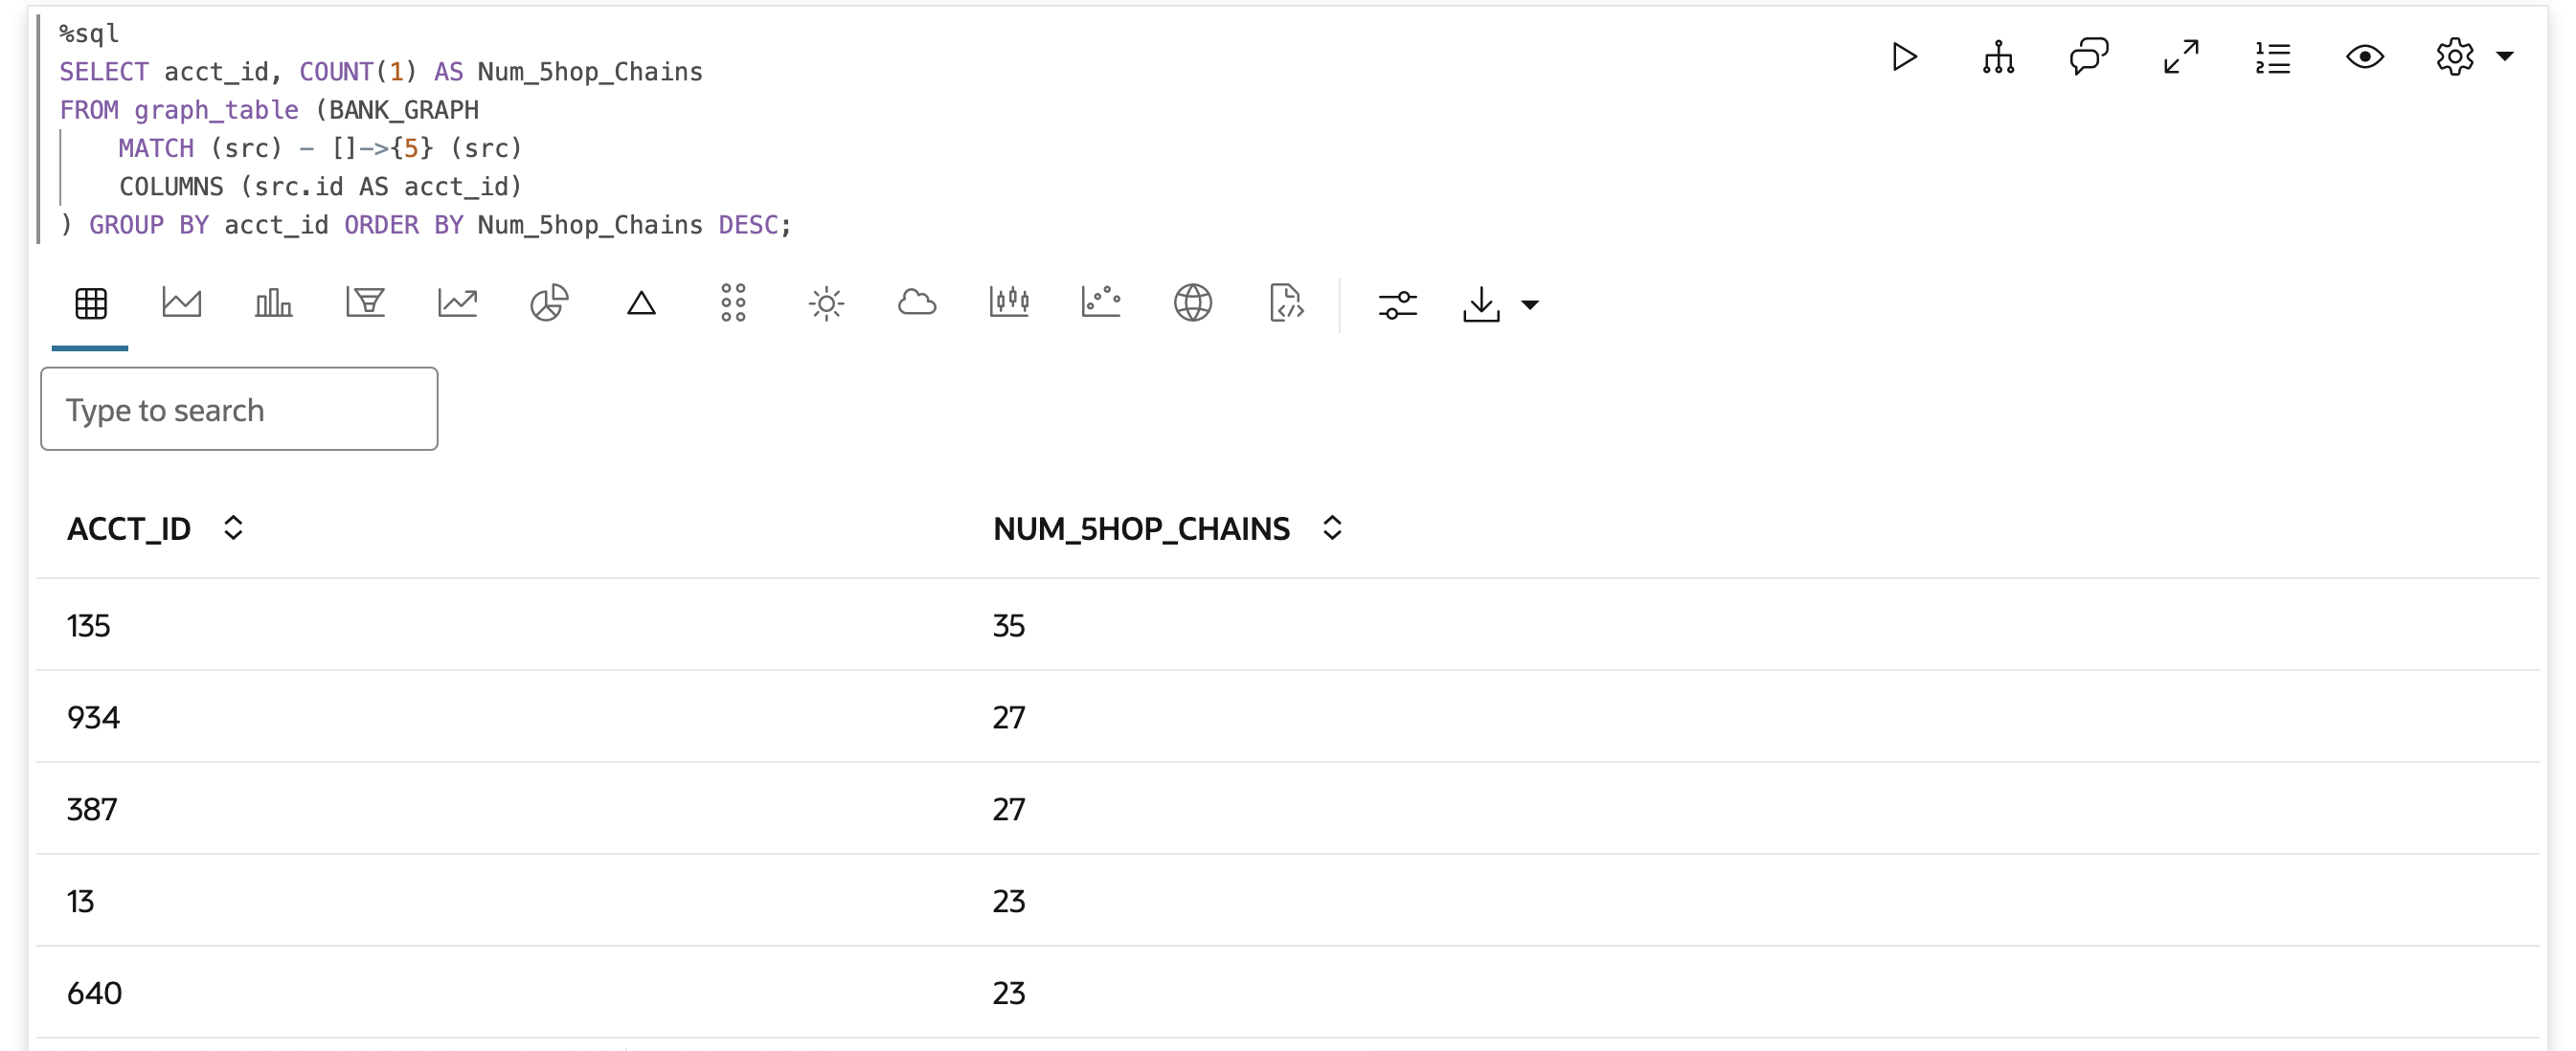 %sql
SELECT acct_id, COUNT(1) AS Num_5hop_Chains
FROM graph_table (BANK_GRAPH
MATCH (src) - []->{5} (src)
COLUMNS (src.id AS acct_id)
) GROUP BY acct_id ORDER BY Num_5hop_Chains DESC;
Type to search
ACCT_ID NUM_5HOP_CHAINS
135 35
934 27
387 27
13 23
640 23